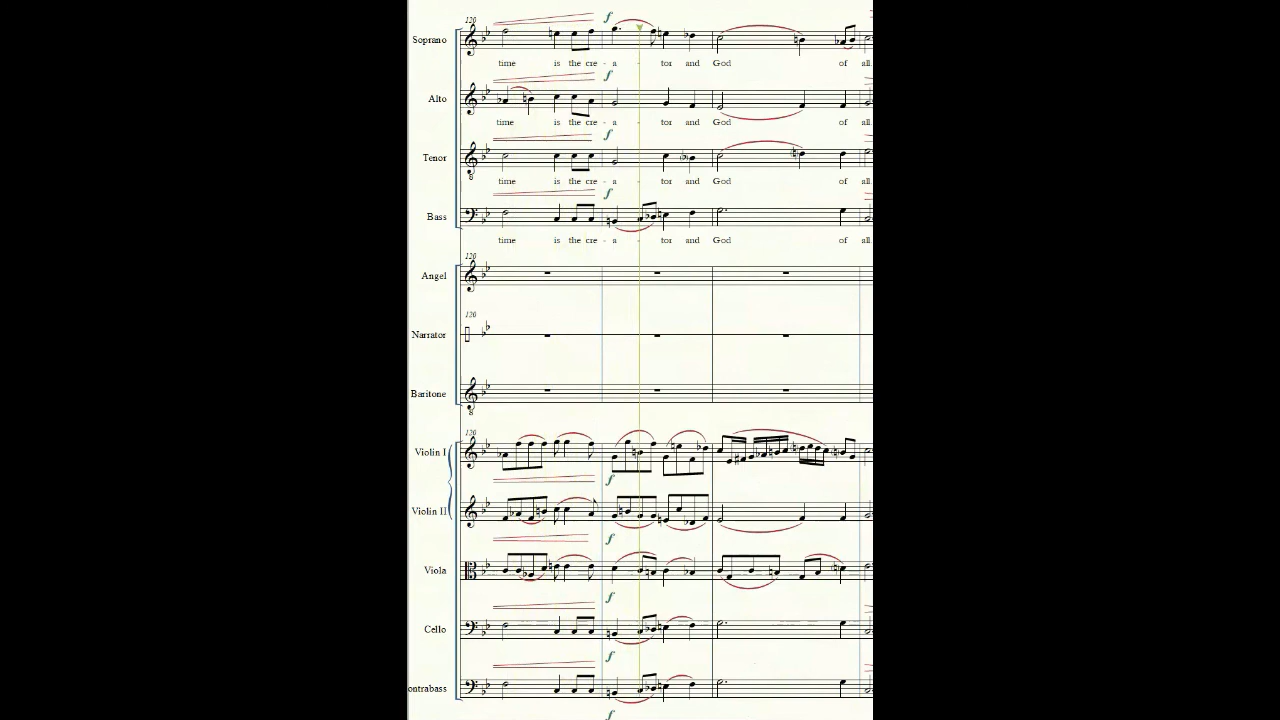 120
f
Soprano
time is the cre - a - tor and God of all.
f
Alto
time is the cre - a - tor and God of all.
f
Tenor
8
time is the cre - a - tor and God of all.
f
Bass
time is the cre - a - tor and God of all.
120
Angel
120
Narrator
Baritone
8
120
Violin I
f
Violin II
f
Viola
f
Cello
f
ontrabass
f